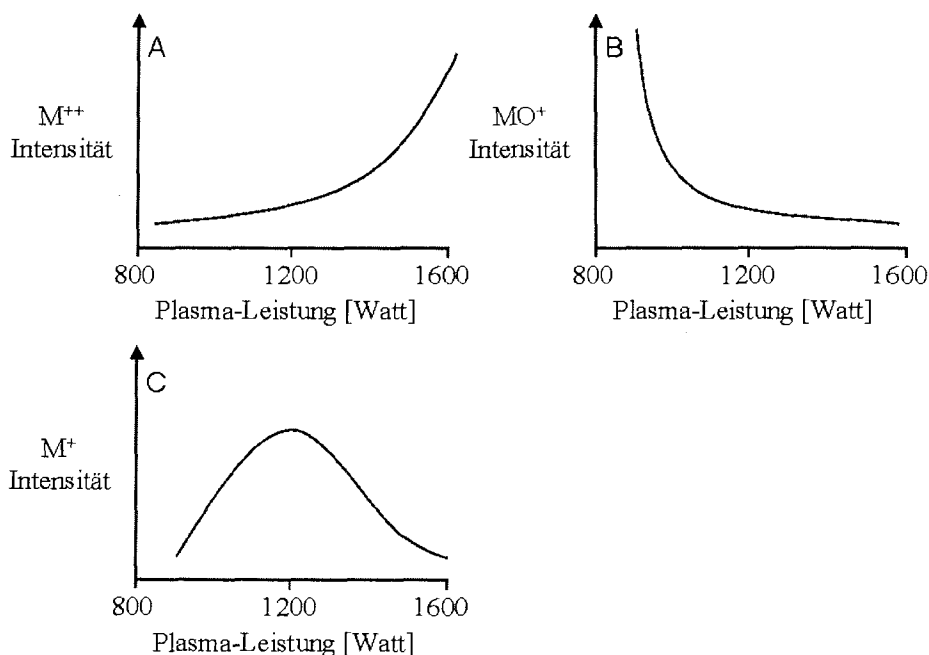 A
M++
Intensität
800
1200
1600
Plasma-Leistung [Watt]
B
MO+
Intensität
800
1200
1600
Plasma-Leistung [Watt]
C
M+
Intensität
800
1200
1600
Plasma-Leistung [Watt]